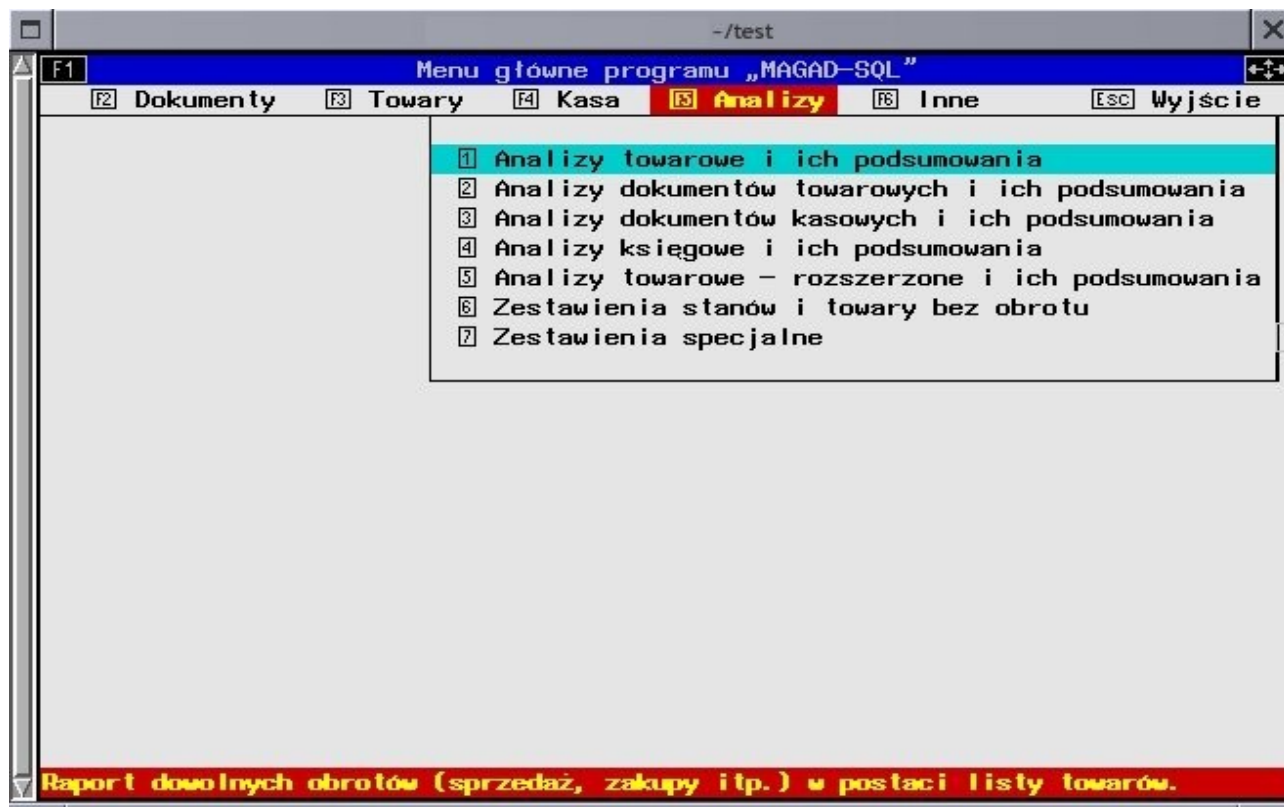 -/test
F1 Menu główne programu „MAGAD-SQL”
F2 Dokumenty F3 Towary F4 Kasa F5 Analizy F6 Inne ESC Wyjście
1 Analizy towarowe i ich podsumowania
2 Analizy dokumentów towarowych i ich podsumowania
3 Analizy dokumentów kasowych i ich podsumowania
4 Analizy księgowe i ich podsumowania
5 Analizy towarowe – rozszerzone i ich podsumowania
6 Zestawienia stanów i towary bez obrotu
7 Zestawienia specjalne
Raport dowolnych obrotów (sprzedaż, zakupy itp.) w postaci listy towarów.